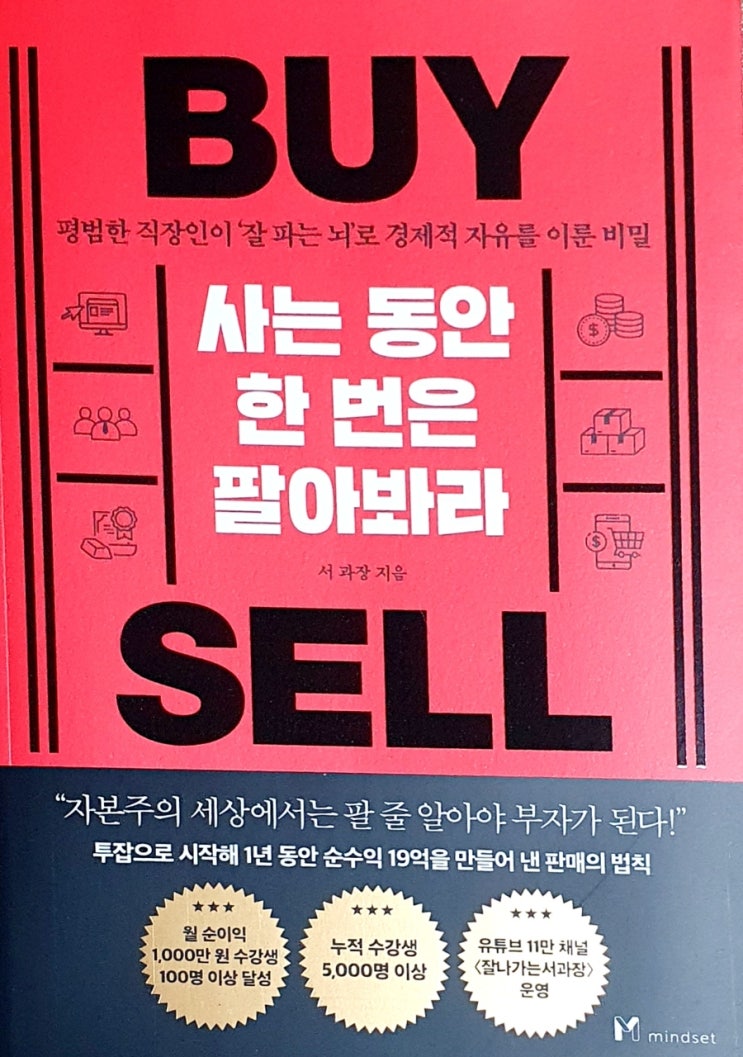 BUY
평범한 직장인이 ‘잘 파는 뇌’로 경제적 자유를 이룬 비밀
사는 동안
한 번은
팔아봐라
서 과장 지음
SELL
“자본주의 세상에서는 팔 줄 알아야 부자가 된다!”
투잡으로 시작해 1년 동안 순수익 19억을 만들어 낸 판매의 법칙
★★★
월 순이익
1,000만 원 수강생
100명 이상 달성
★★★
누적 수강생
5,000명 이상
★★★
유튜브 11만 채널
〈잘나가는서과장〉
운영
M mindset